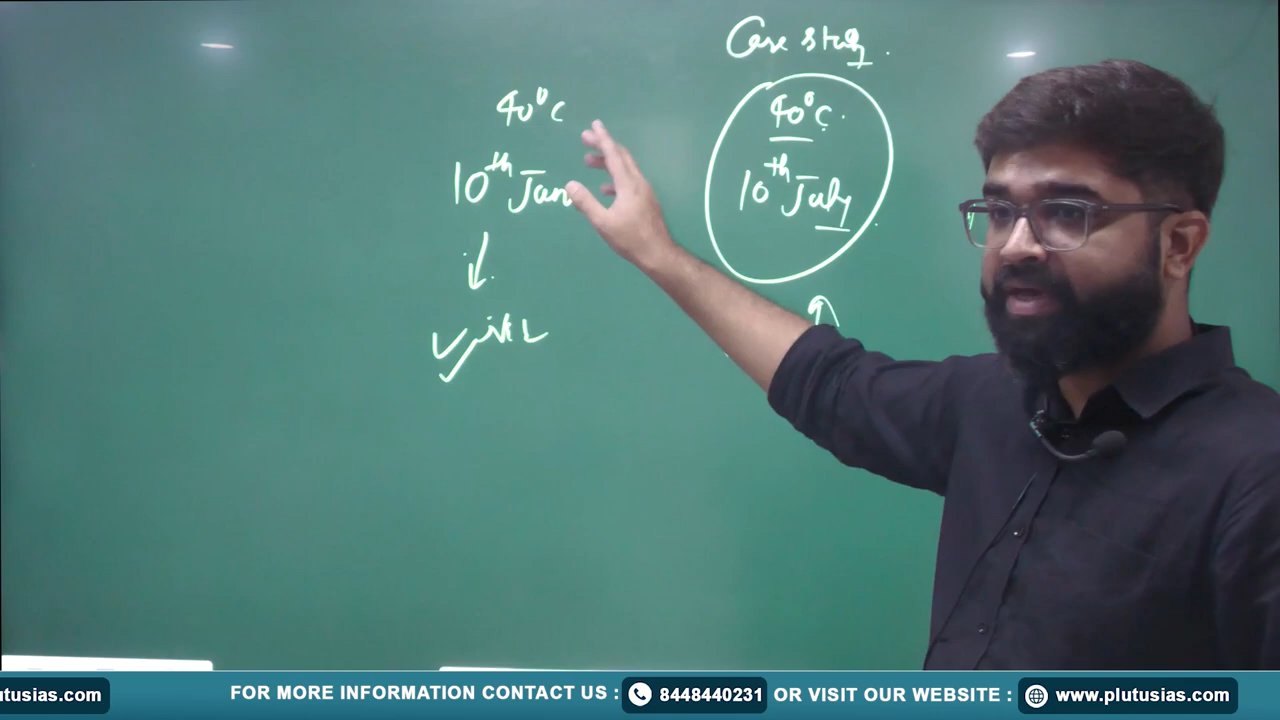 Case study.
40°C
10th Jan
40°C.
10th July
utusias.com
FOR MORE INFORMATION CONTACT US : 8448440231 OR VISIT OUR WEBSITE : www.plutusias.com